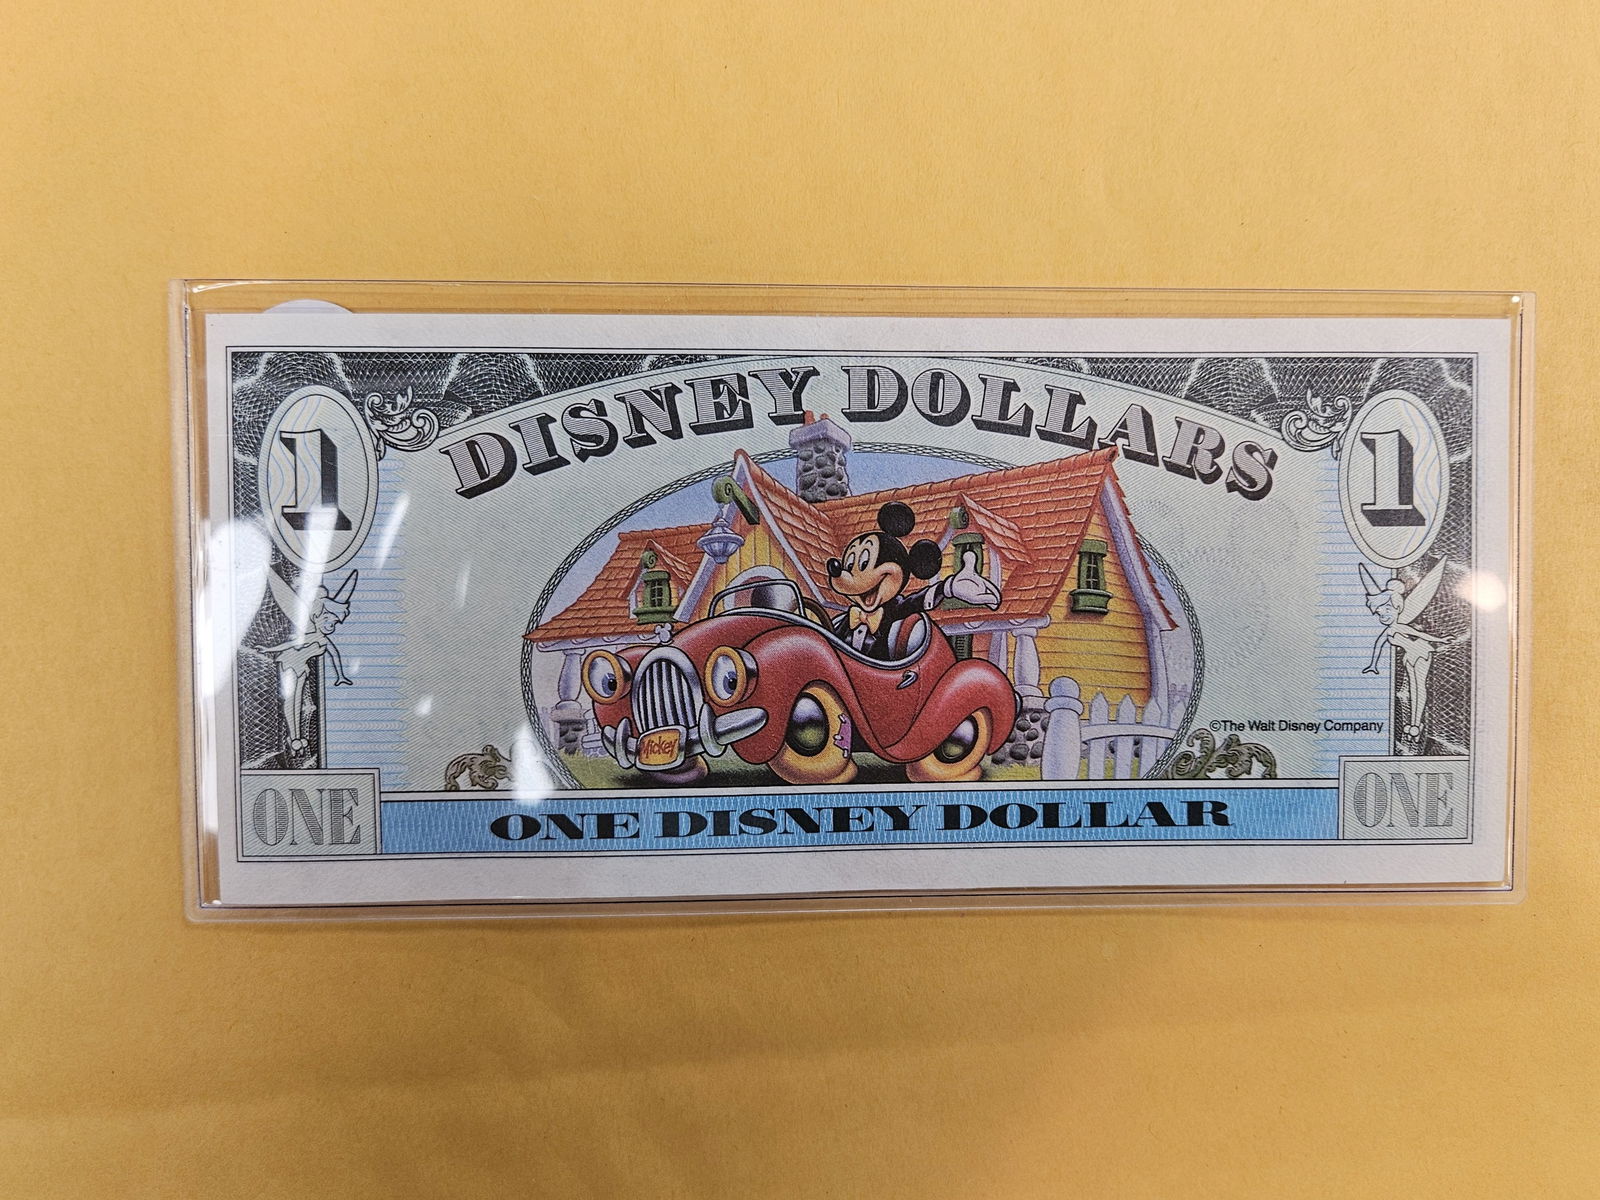 DISNEY DOLLARS
1 1
Mickey
©The Walt Disney Company
ONE ONE DISNEY DOLLAR ONE